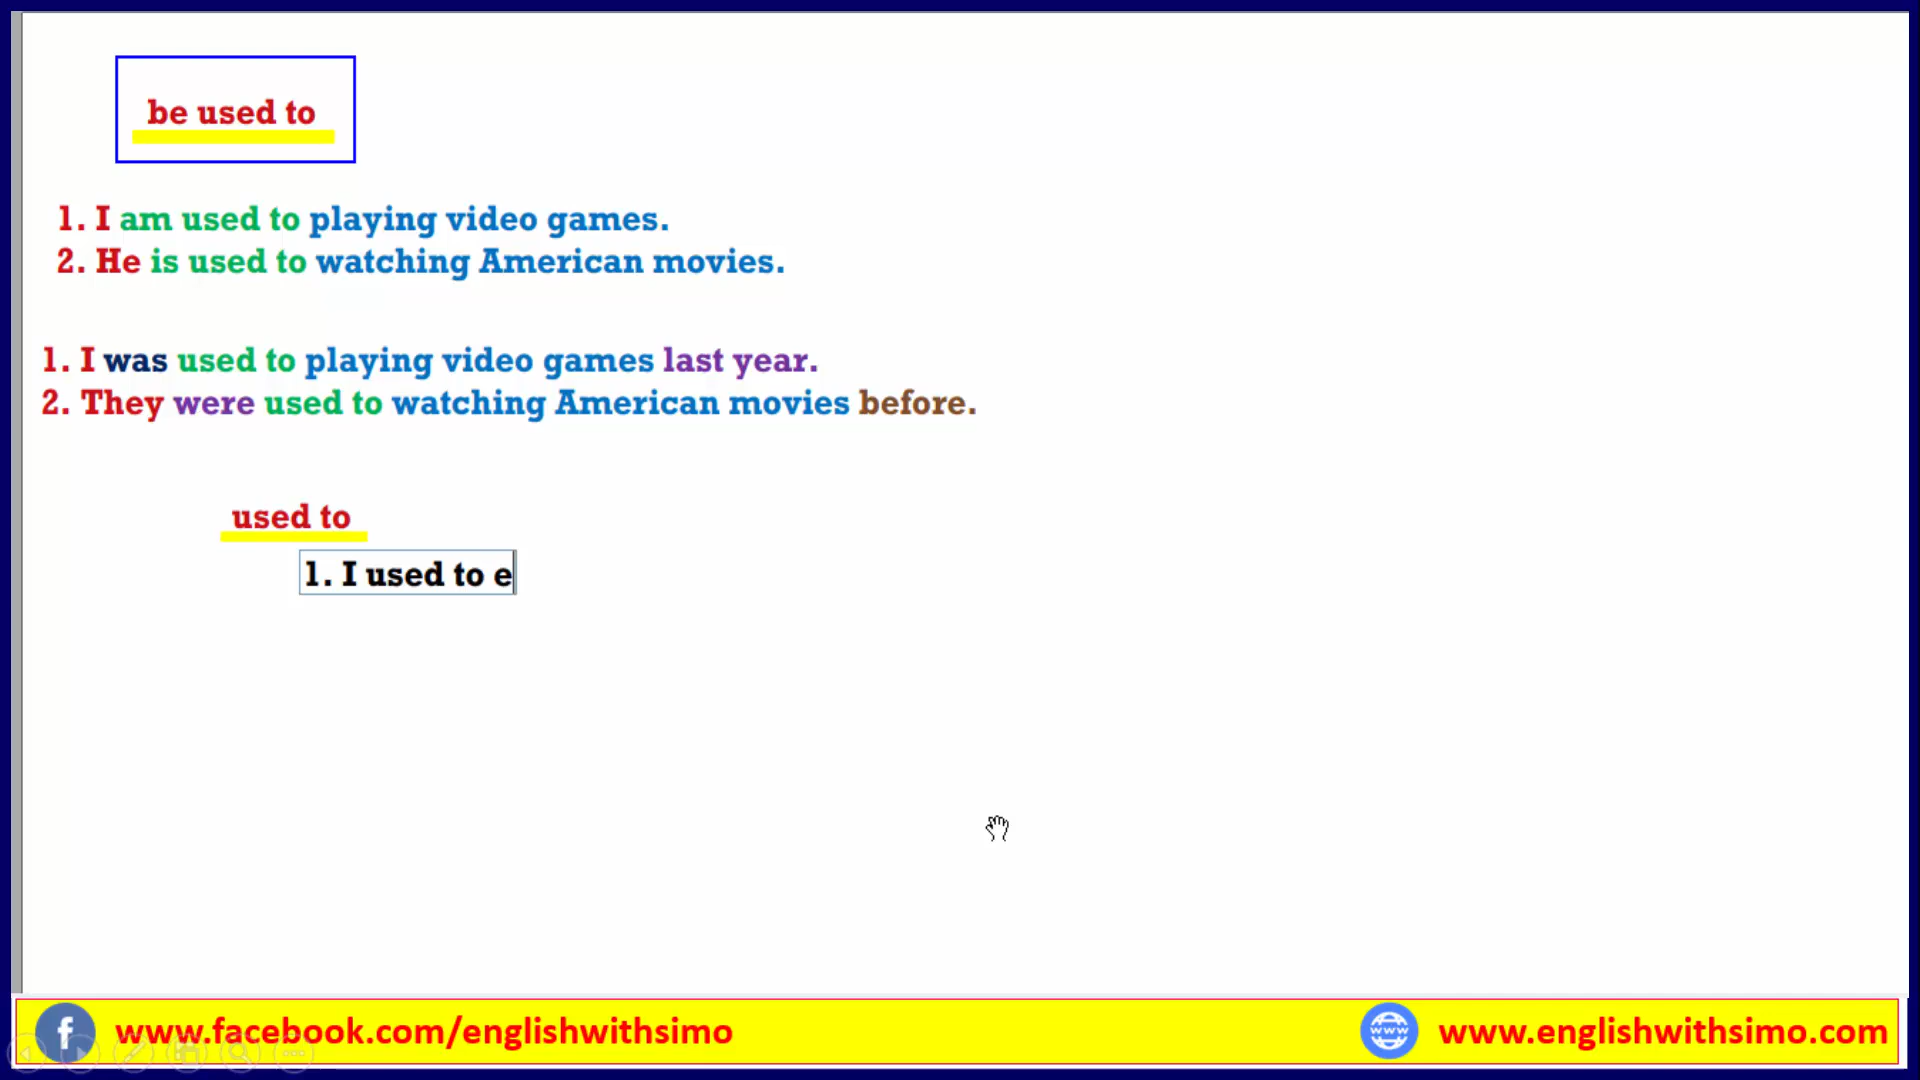 be used to
1. I am used to playing video games.
2. He is used to watching American movies.
1. I was used to playing video games last year.
2. They were used to watching American movies before.
used to
1. I used to e
f www.facebook.com/englishwithsimo
www www.englishwithsimo.com